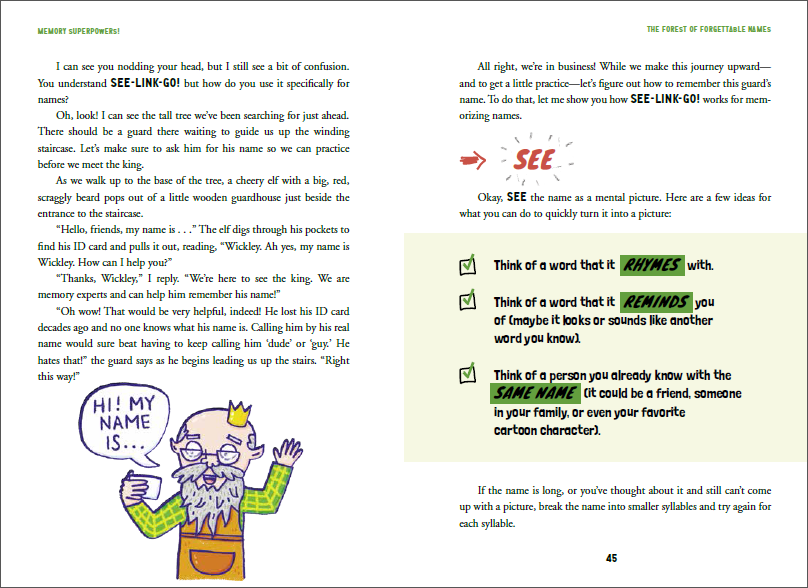 MEMORY SUPERPOWERS!
I can see you nodding your head, but I still see a bit of confusion.
You understand SEE-LINK-GO! but how do you use it specifically for
names?
Oh, look! I can see the tall tree we've been searching for just ahead.
There should be a guard there waiting to guide us up the winding
staircase. Let's make sure to ask him for his name so we can practice
before we meet the king.
As we walk up to the base of the tree, a cheery elf with a big, red,
scraggly beard pops out of a little wooden guardhouse just beside the
entrance to the staircase.
“Hello, friends, my name is . . .” The elf digs through his pockets to
find his ID card and pulls it out, reading, “Wickley. Ah yes, my name is
Wickley. How can I help you?”
“Thanks, Wickley,” I reply. “We're here to see the king. We are
memory experts and can help him remember his name!”
“Oh wow! That would be very helpful, indeed! He lost his ID card
decades ago and no one knows what his name is. Calling him by his real
name would sure beat having to keep calling him ‘dude’ or ‘guy.’ He
hates that!” the guard says as he begins leading us up the stairs. “Right
this way!”
HI! MY
NAME
IS...
THE FOREST OF FORGETTABLE NAMES
All right, we're in business! While we make this journey upward—
and to get a little practice—let's figure out how to remember this guard's
name. To do that, let me show you how SEE-LINK-GO! works for mem-
orizing names.
SEE
Okay, SEE the name as a mental picture. Here are a few ideas for
what you can do to quickly turn it into a picture:
Think of a word that it RHYMES with.
Think of a word that it REMINDS you
of (maybe it looks or sounds like another
word you know).
Think of a person you already know with the
SAME NAME (it could be a friend, someone
in your family, or even your favorite
cartoon character).
If the name is long, or you've thought about it and still can't come
up with a picture, break the name into smaller syllables and try again for
each syllable.
45